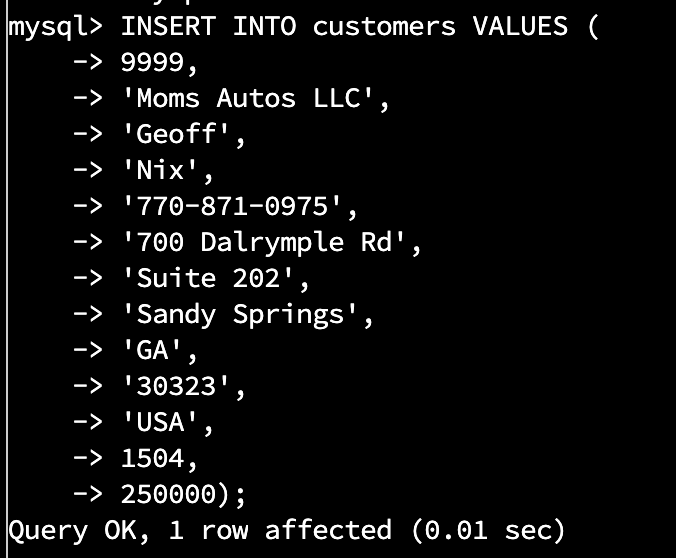 mysql> INSERT INTO customers VALUES (
    -> 9999,
    -> 'Moms Autos LLC',
    -> 'Geoff',
    -> 'Nix',
    -> '770-871-0975',
    -> '700 Dalrymple Rd',
    -> 'Suite 202',
    -> 'Sandy Springs',
    -> 'GA',
    -> '30323',
    -> 'USA',
    -> 1504,
    -> 250000);
Query OK, 1 row affected (0.01 sec)